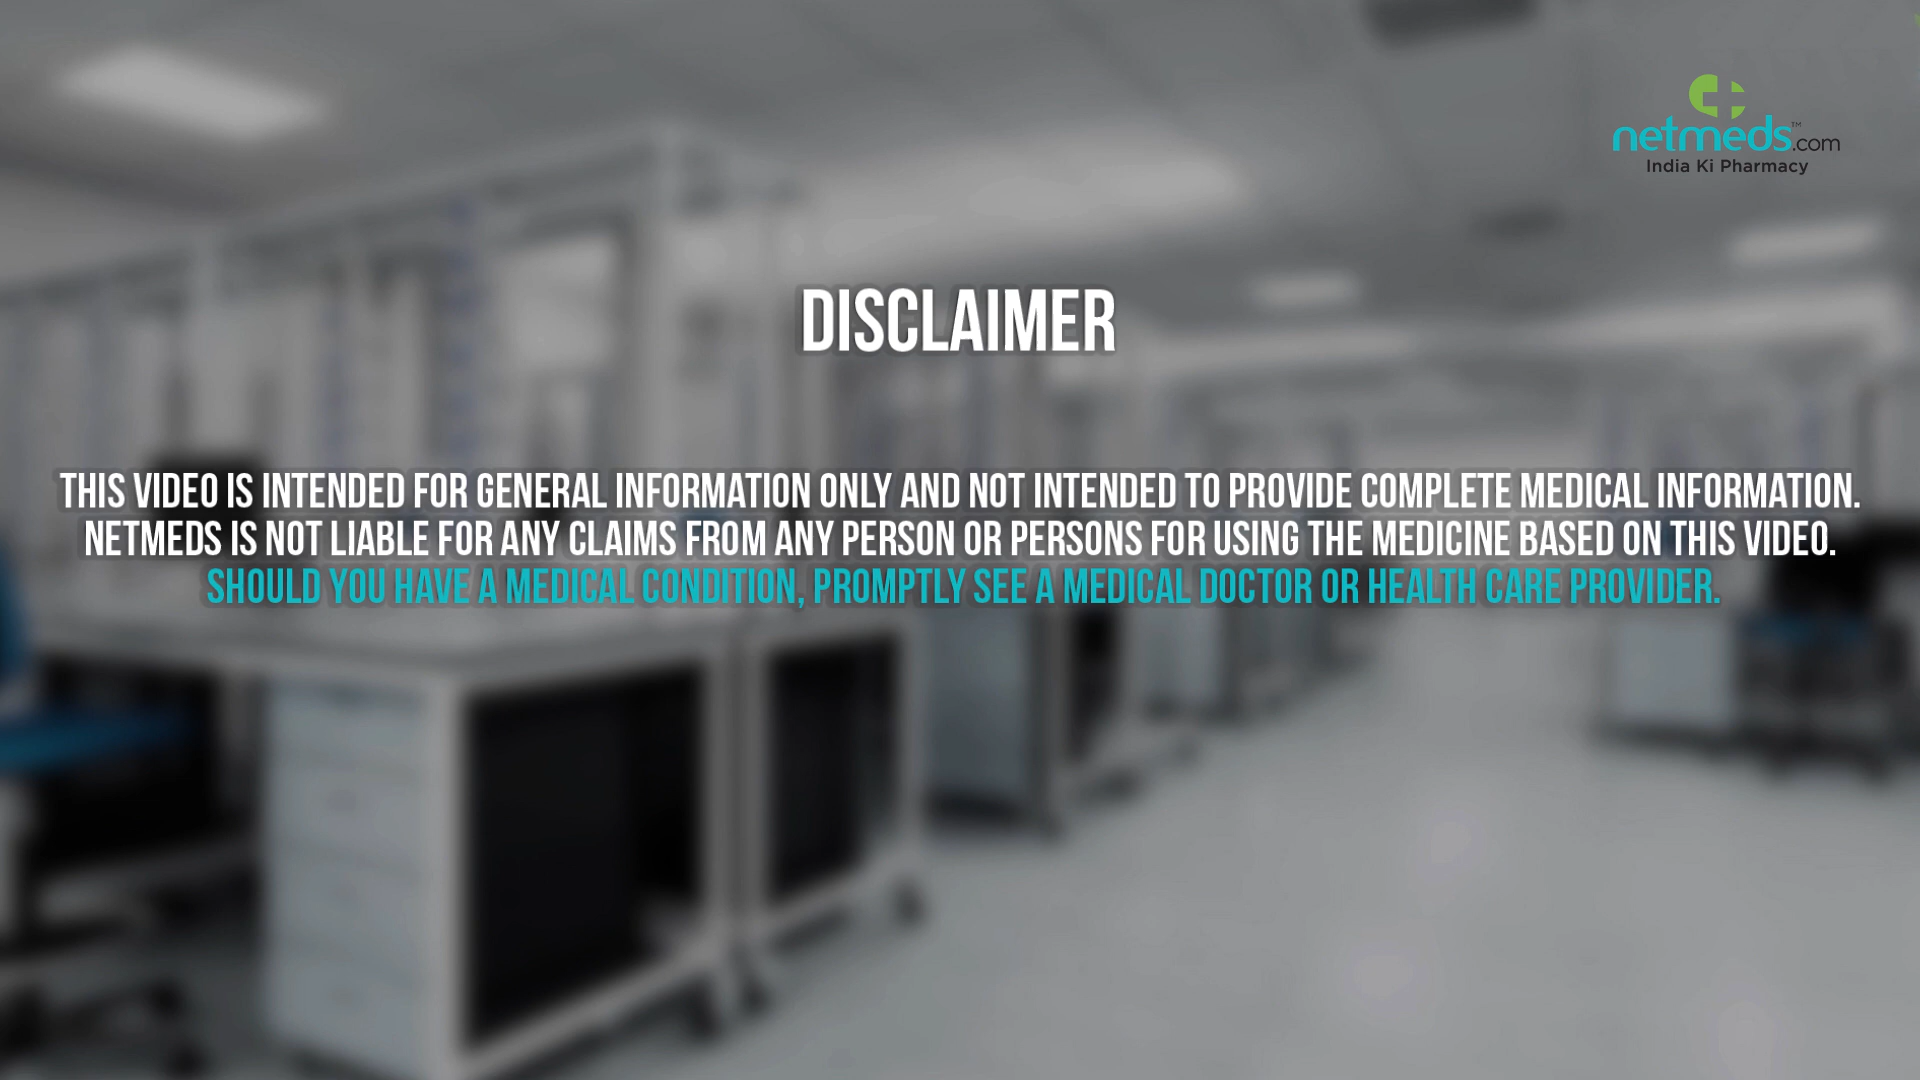 netmeds™.com
India Ki Pharmacy
DISCLAIMER
THIS VIDEO IS INTENDED FOR GENERAL INFORMATION ONLY AND NOT INTENDED TO PROVIDE COMPLETE MEDICAL INFORMATION.
NETMEDS IS NOT LIABLE FOR ANY CLAIMS FROM ANY PERSON OR PERSONS FOR USING THE MEDICINE BASED ON THIS VIDEO.
SHOULD YOU HAVE A MEDICAL CONDITION, PROMPTLY SEE A MEDICAL DOCTOR OR HEALTH CARE PROVIDER.